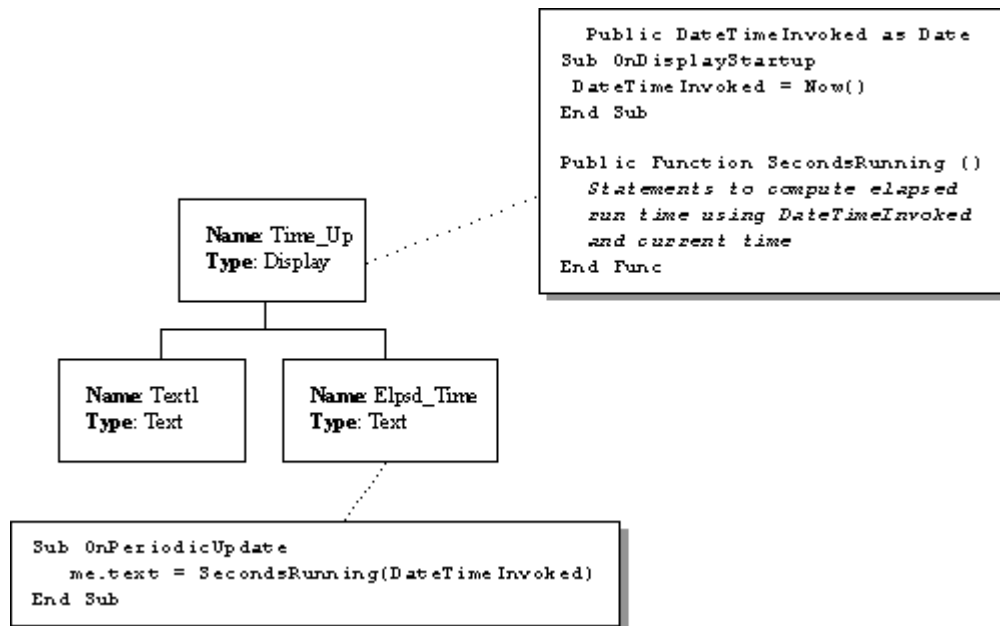 Public DateTimeInvoked as Date
Sub OnDisplayStartup
DateTimeInvoked = Now()
End Sub
Public Function SecondsRunning ()
Statements to compute elapsed
run time using DateTimeInvoked
and current time
End Func
Name: Time_Up
Type: Display
Name: Text1
Type: Text
Name: Elpsd_Time
Type: Text
Sub OnPeriodicUpdate
me.text = SecondsRunning(DateTimeInvoked)
End Sub